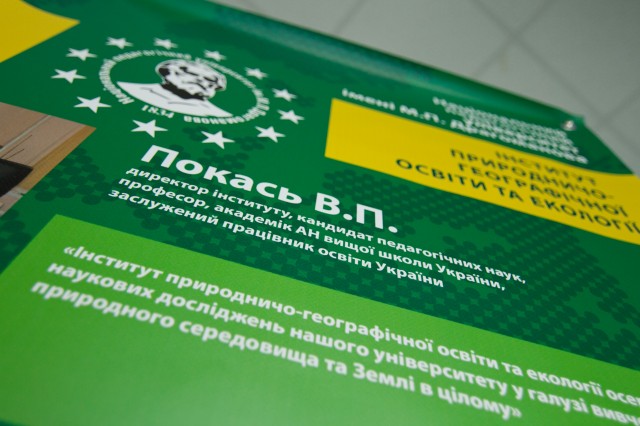 Національний
імені М.П. Драгоманова
1834
ІНСТИТУТ
ПРИРОДНИЧО-
ГЕОГРАФІЧНОЇ
ОСВІТИ ТА ЕКОЛОГІЇ
Покась В.П.
директор інституту, кандидат педагогічних наук,
професор, академік АН вищої школи України,
заслужений працівник освіти України
«Інститут природничо-географічної освіти та екології
наукових досліджень нашого університету у галузі
природного середовища та Землі в цілому»